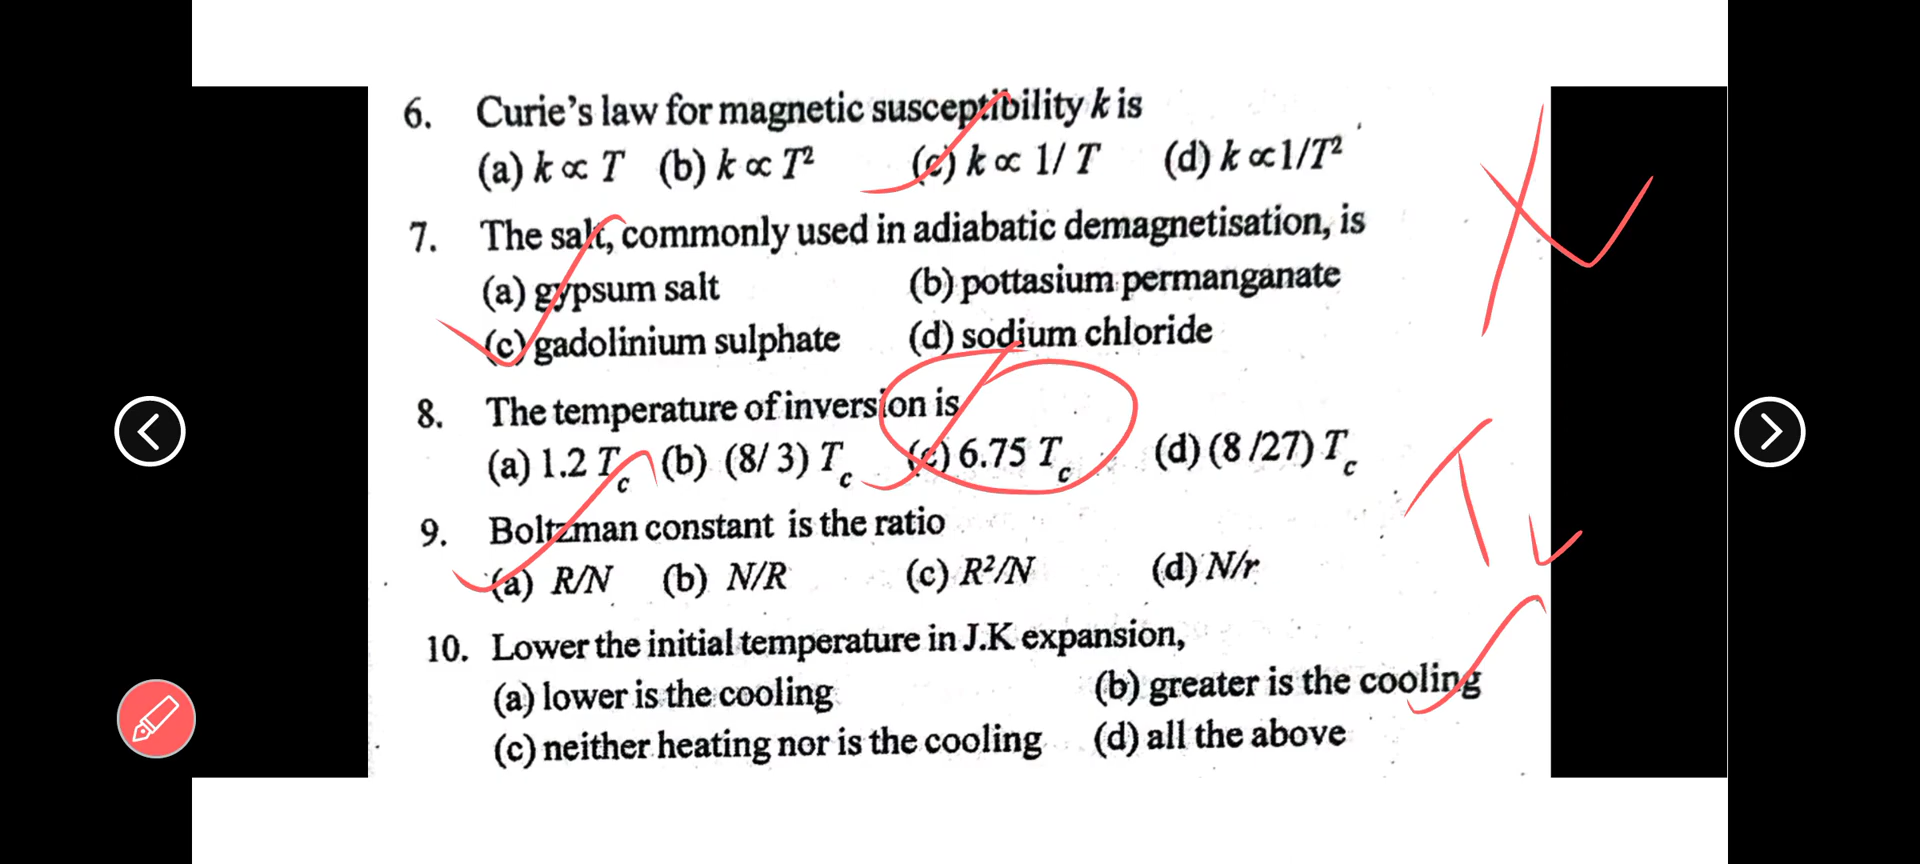 6. Curie's law for magnetic susceptibility k is
(a) k ∝ T (b) k ∝ T² (c) k ∝ 1/ T (d) k ∝1/T²
7. The salt, commonly used in adiabatic demagnetisation, is
(a) gypsum salt (b) pottasium permanganate
(c) gadolinium sulphate (d) sodium chloride
8. The temperature of inversion is
(a) 1.2 Tc (b) (8/ 3) Tc (c) 6.75 Tc (d) (8 /27) Tc
9. Boltzman constant is the ratio
(a) R/N (b) N/R (c) R²/N (d) N/r
10. Lower the initial temperature in J.K expansion,
(a) lower is the cooling (b) greater is the cooling
(c) neither heating nor is the cooling (d) all the above